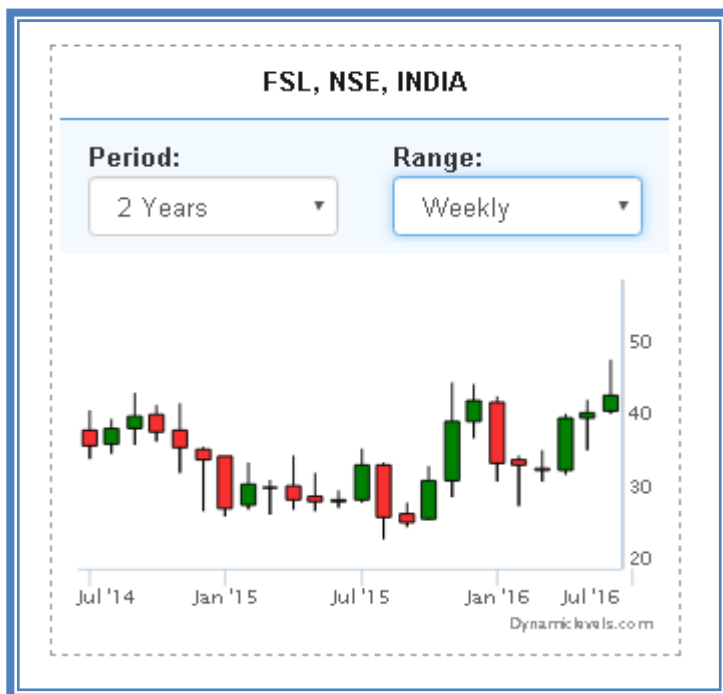 FSL, NSE, INDIA
Period: Range:
2 Years Weekly
50
40
30
20
Jul '14 Jan '15 Jul '15 Jan '16 Jul '16
Dynamiclevels.com